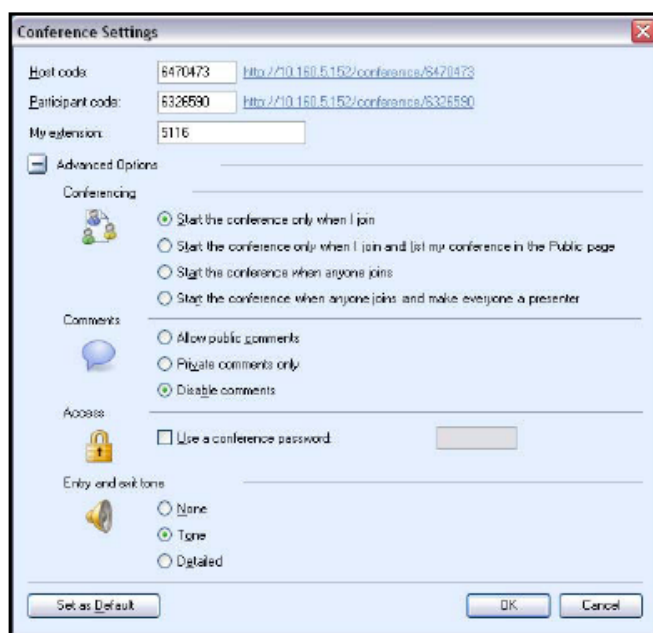 Conference Settings
Host code: 6470473 http://10.160.5.152/conference/6470473
Participant code: 6326590 http://10.160.5.152/conference/6326590
My extension: 5116
Advanced Options
Conferencing
Start the conference only when I join
Start the conference only when I join and list my conference in the Public page
Start the conference when anyone joins
Start the conference when anyone joins and make everyone a presenter
Comments
Allow public comments
Private comments only
Disable comments
Access
Use a conference password:
Entry and exit tone
None
Tone
Detailed
Set as Default OK Cancel